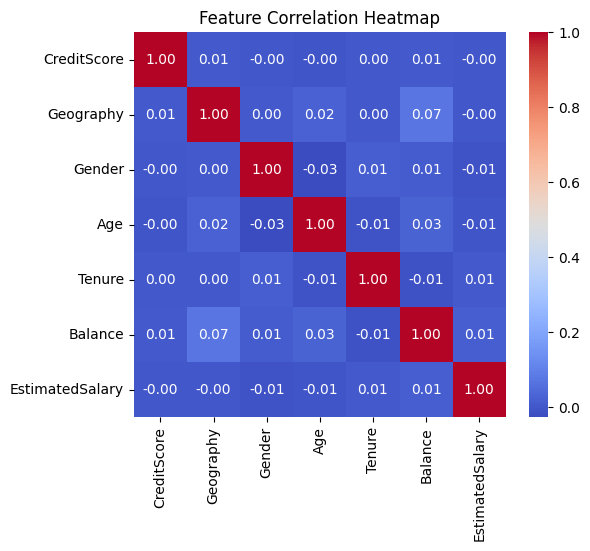 Feature Correlation Heatmap
CreditScore 1.00 0.01 -0.00 -0.00 0.00 0.01 -0.00
Geography 0.01 1.00 0.00 0.02 0.00 0.07 -0.00
Gender -0.00 0.00 1.00 -0.03 0.01 0.01 -0.01
Age -0.00 0.02 -0.03 1.00 -0.01 0.03 -0.01
Tenure 0.00 0.00 0.01 -0.01 1.00 -0.01 0.01
Balance 0.01 0.07 0.01 0.03 -0.01 1.00 0.01
EstimatedSalary -0.00 -0.00 -0.01 -0.01 0.01 0.01 1.00
CreditScore
Geography
Gender
Age
Tenure
Balance
EstimatedSalary
1.0
0.8
0.6
0.4
0.2
0.0